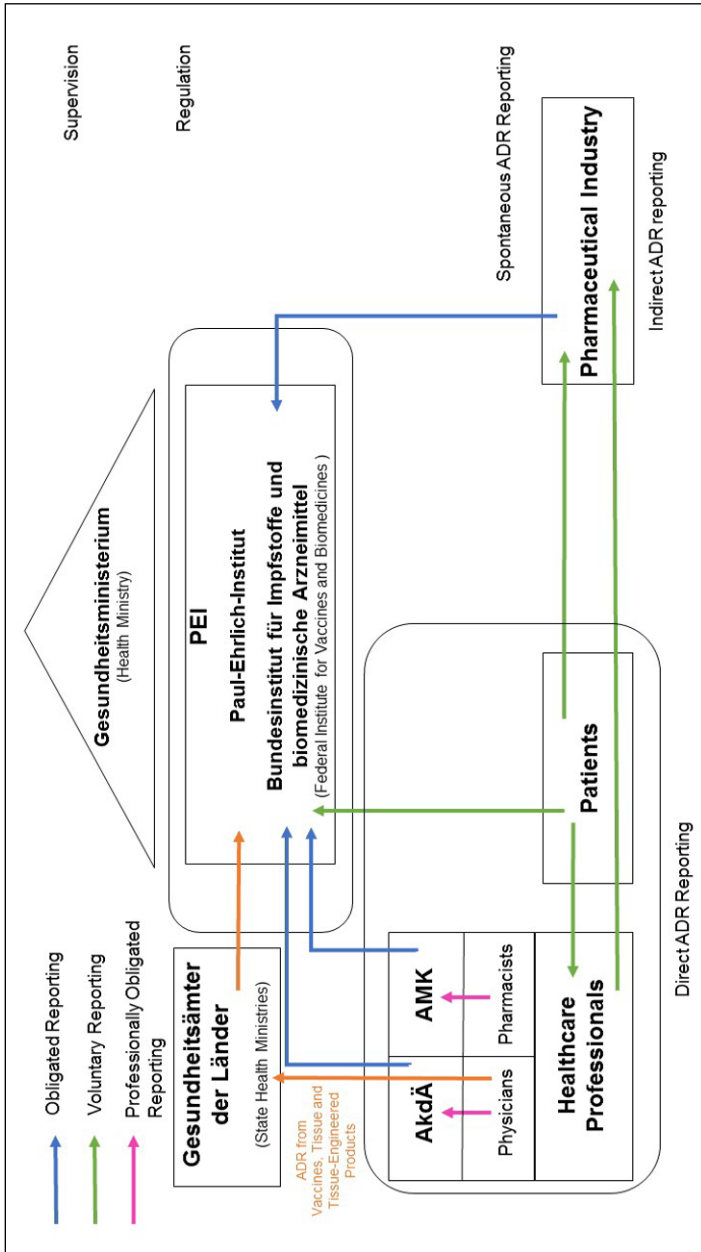 Obligated Reporting
Voluntary Reporting
Professionally Obligated
Reporting
Supervision
Regulation
Gesundheitsministerium
(Health Ministry)
Gesundheitsämter
der Länder
(State Health Ministries)
PEI
Paul-Ehrlich-Institut
Bundesinstitut für Impfstoffe und
biomedizinische Arzneimittel
(Federal Institute for Vaccines and Biomedicines )
ADR from
Vaccines, Tissue and
Tissue-Engineered
Products
Spontaneous ADR Reporting
AkdÄ
AMK
Physicians
Pharmacists
Healthcare
Professionals
Patients
Pharmaceutical Industry
Direct ADR Reporting
Indirect ADR reporting